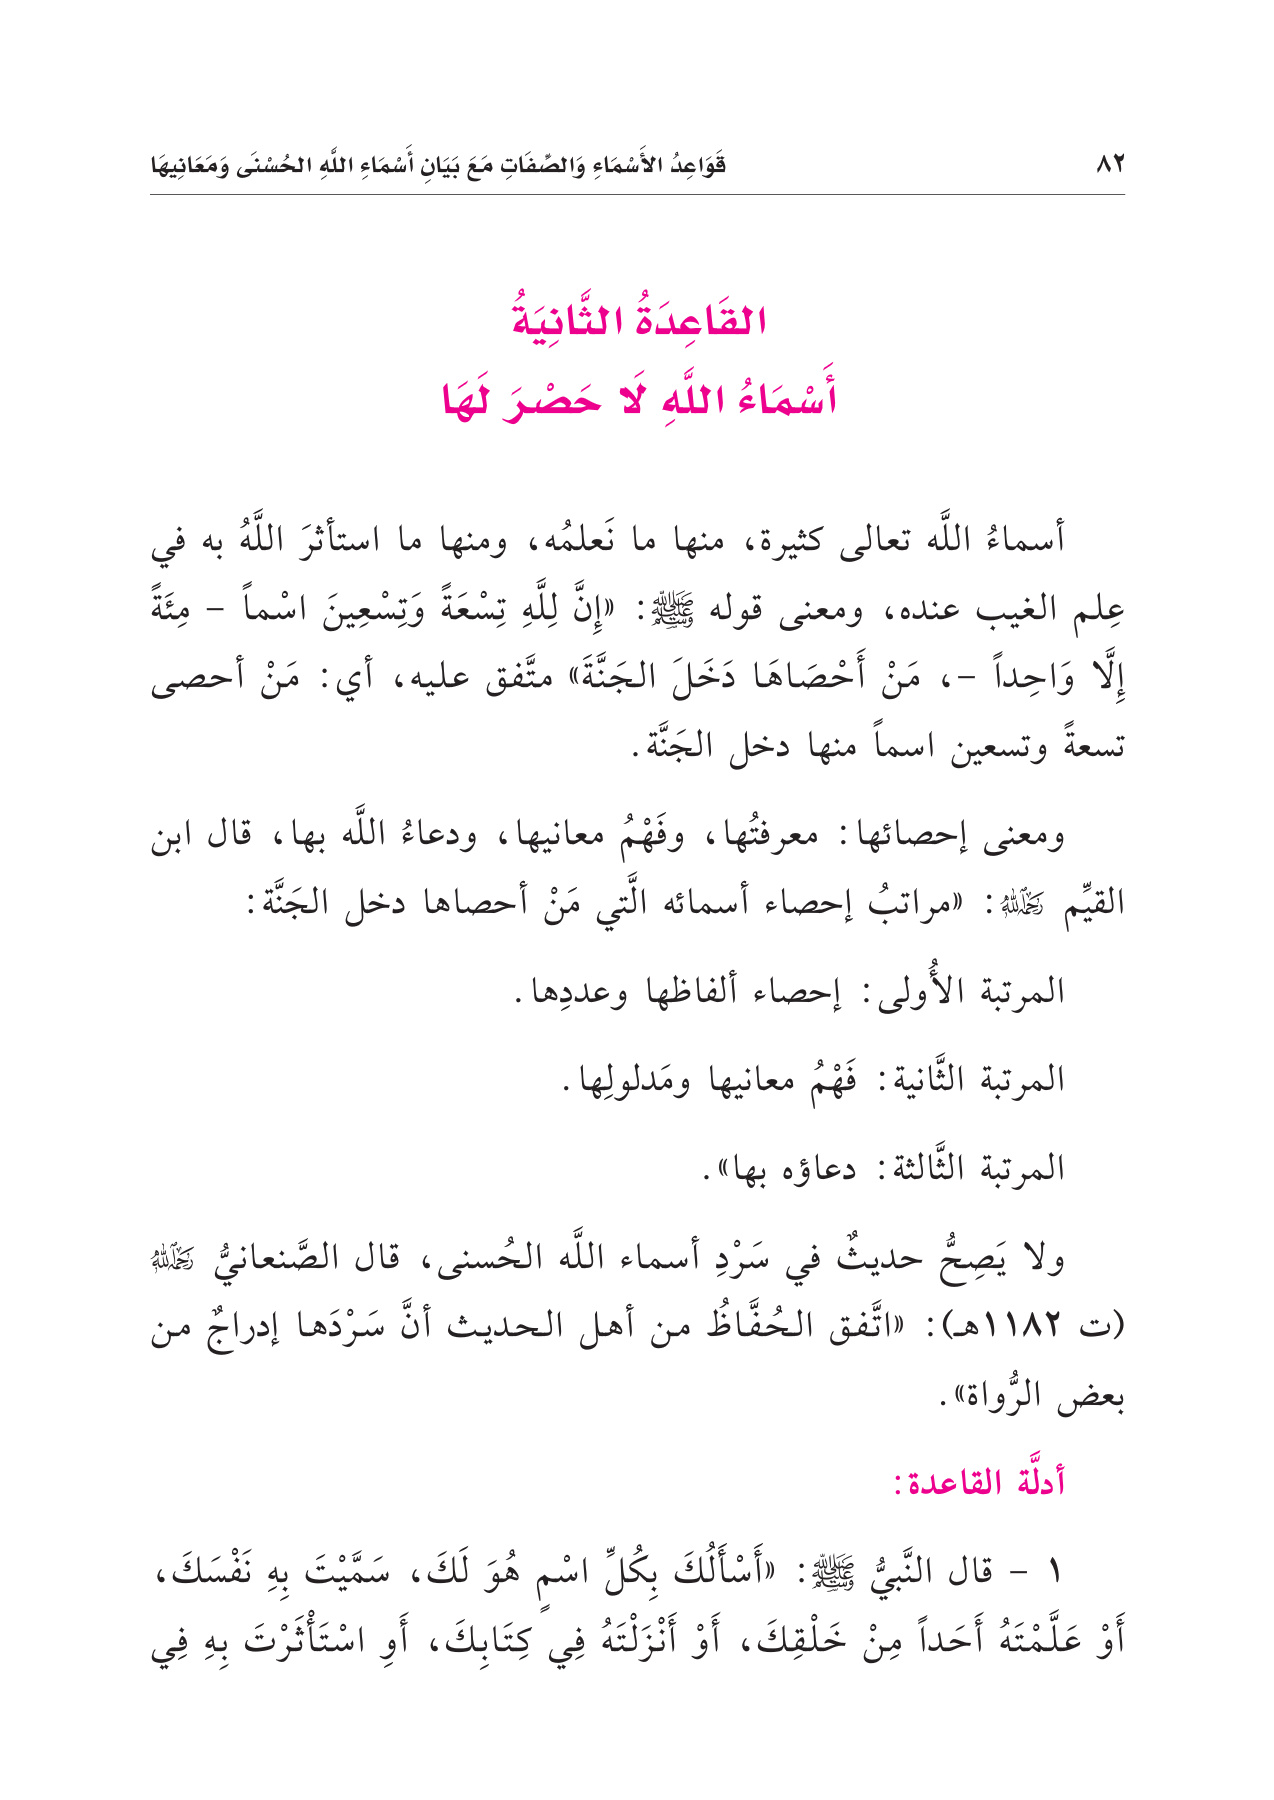 ٨٢
قَوَاعِدُ الأَسْمَاءِ وَالصِّفَاتِ مَعَ بَيَانِ أَسْمَاءِ اللَّهِ الحُسْنَى وَمَعَانِيهَا
القَاعِدَةُ الثَّانِيَةُ
أَسْمَاءُ اللَّهِ لَا حَصْرَ لَهَا
أسماءُ اللَّه تعالى كثيرة، منها ما نَعلمُه، ومنها ما استأثرَ اللَّهُ به في
عِلم الغيب عنده، ومعنى قوله ﷺ: «إِنَّ لِلَّهِ تِسْعَةً وَتِسْعِينَ اسْماً – مِئَةً
إِلَّا وَاحِداً –، مَنْ أَحْصَاهَا دَخَلَ الجَنَّةَ» متَّفق عليه، أي: مَنْ أحصى
تسعةً وتسعين اسماً منها دخل الجَنَّة.
ومعنى إحصائها: معرفتُها، وفَهْمُ معانيها، ودعاءُ اللَّه بها، قال ابن
القيِّم رَحِمَهُ اللَّهُ: «مراتبُ إحصاء أسمائه الَّتي مَنْ أحصاها دخل الجَنَّة:
المرتبة الأُولى: إحصاء ألفاظها وعددِها.
المرتبة الثَّانية: فَهْمُ معانيها ومَدلولِها.
المرتبة الثَّالثة: دعاؤه بها».
ولا يَصِحُّ حديثٌ في سَرْدِ أسماء اللَّه الحُسنى، قال الصَّنعانيُّ رَحِمَهُ اللَّهُ
(ت ١١٨٢هـ): «اتَّفق الحُفَّاظُ من أهل الحديث أنَّ سَرْدَها إدراجٌ من
بعض الرُّواة».
أدلَّة القاعدة:
١ – قال النَّبيُّ ﷺ: «أَسْأَلُكَ بِكُلِّ اسْمٍ هُوَ لَكَ، سَمَّيْتَ بِهِ نَفْسَكَ،
أَوْ عَلَّمْتَهُ أَحَداً مِنْ خَلْقِكَ، أَوْ أَنْزَلْتَهُ فِي كِتَابِكَ، أَوِ اسْتَأْثَرْتَ بِهِ فِي